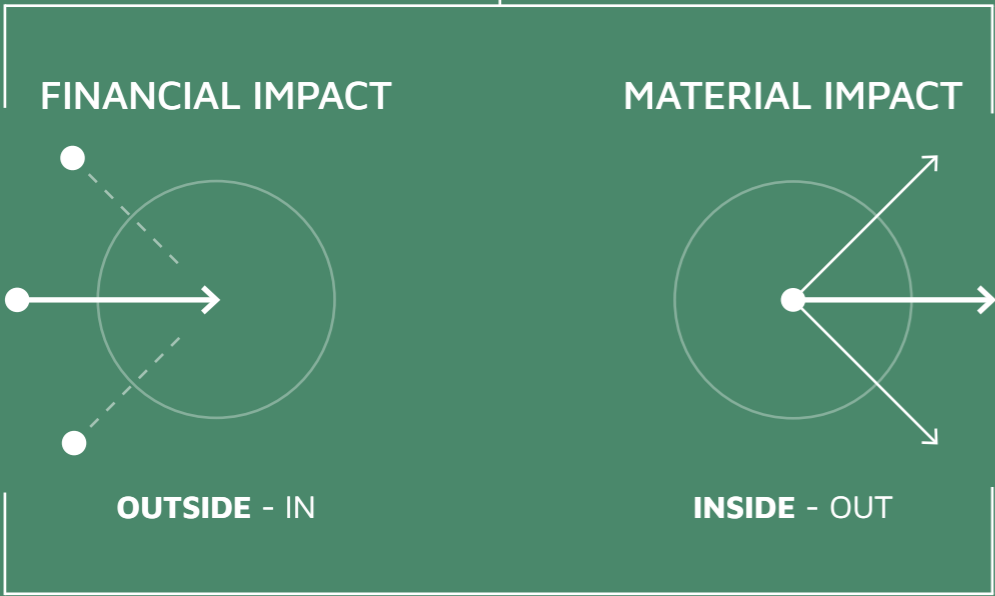 FINANCIAL IMPACT
MATERIAL IMPACT
OUTSIDE - IN
INSIDE - OUT